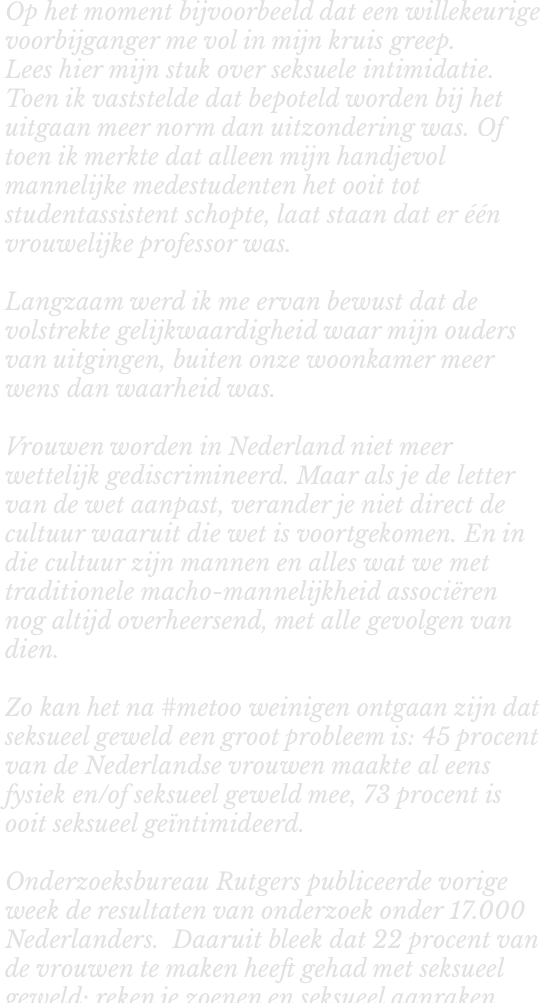 Op het moment bijvoorbeeld dat een willekeurige
voorbijganger me vol in mijn kruis greep.
Lees hier mijn stuk over seksuele intimidatie.
Toen ik vaststelde dat bepoteld worden bij het
uitgaan meer norm dan uitzondering was. Of
toen ik merkte dat alleen mijn handjevol
mannelijke medestudenten het ooit tot
studentassistent schopte, laat staan dat er één
vrouwelijke professor was.
Langzaam werd ik me ervan bewust dat de
volstrekte gelijkwaardigheid waar mijn ouders
van uitgingen, buiten onze woonkamer meer
wens dan waarheid was.
Vrouwen worden in Nederland niet meer
wettelijk gediscrimineerd. Maar als je de letter
van de wet aanpast, verander je niet direct de
cultuur waaruit die wet is voortgekomen. En in
die cultuur zijn mannen en alles wat we met
traditionele macho-mannelijkheid associëren
nog altijd overheersend, met alle gevolgen van
dien.
Zo kan het na #metoo weinigen ontgaan zijn dat
seksueel geweld een groot probleem is: 45 procent
van de Nederlandse vrouwen maakte al eens
fysiek en/of seksueel geweld mee, 73 procent is
ooit seksueel geïntimideerd.
Onderzoeksbureau Rutgers publiceerde vorige
week de resultaten van onderzoek onder 17.000
Nederlanders. Daaruit bleek dat 22 procent van
de vrouwen te maken heeft gehad met seksueel
geweld: reken je zoenen en seksueel aanraken